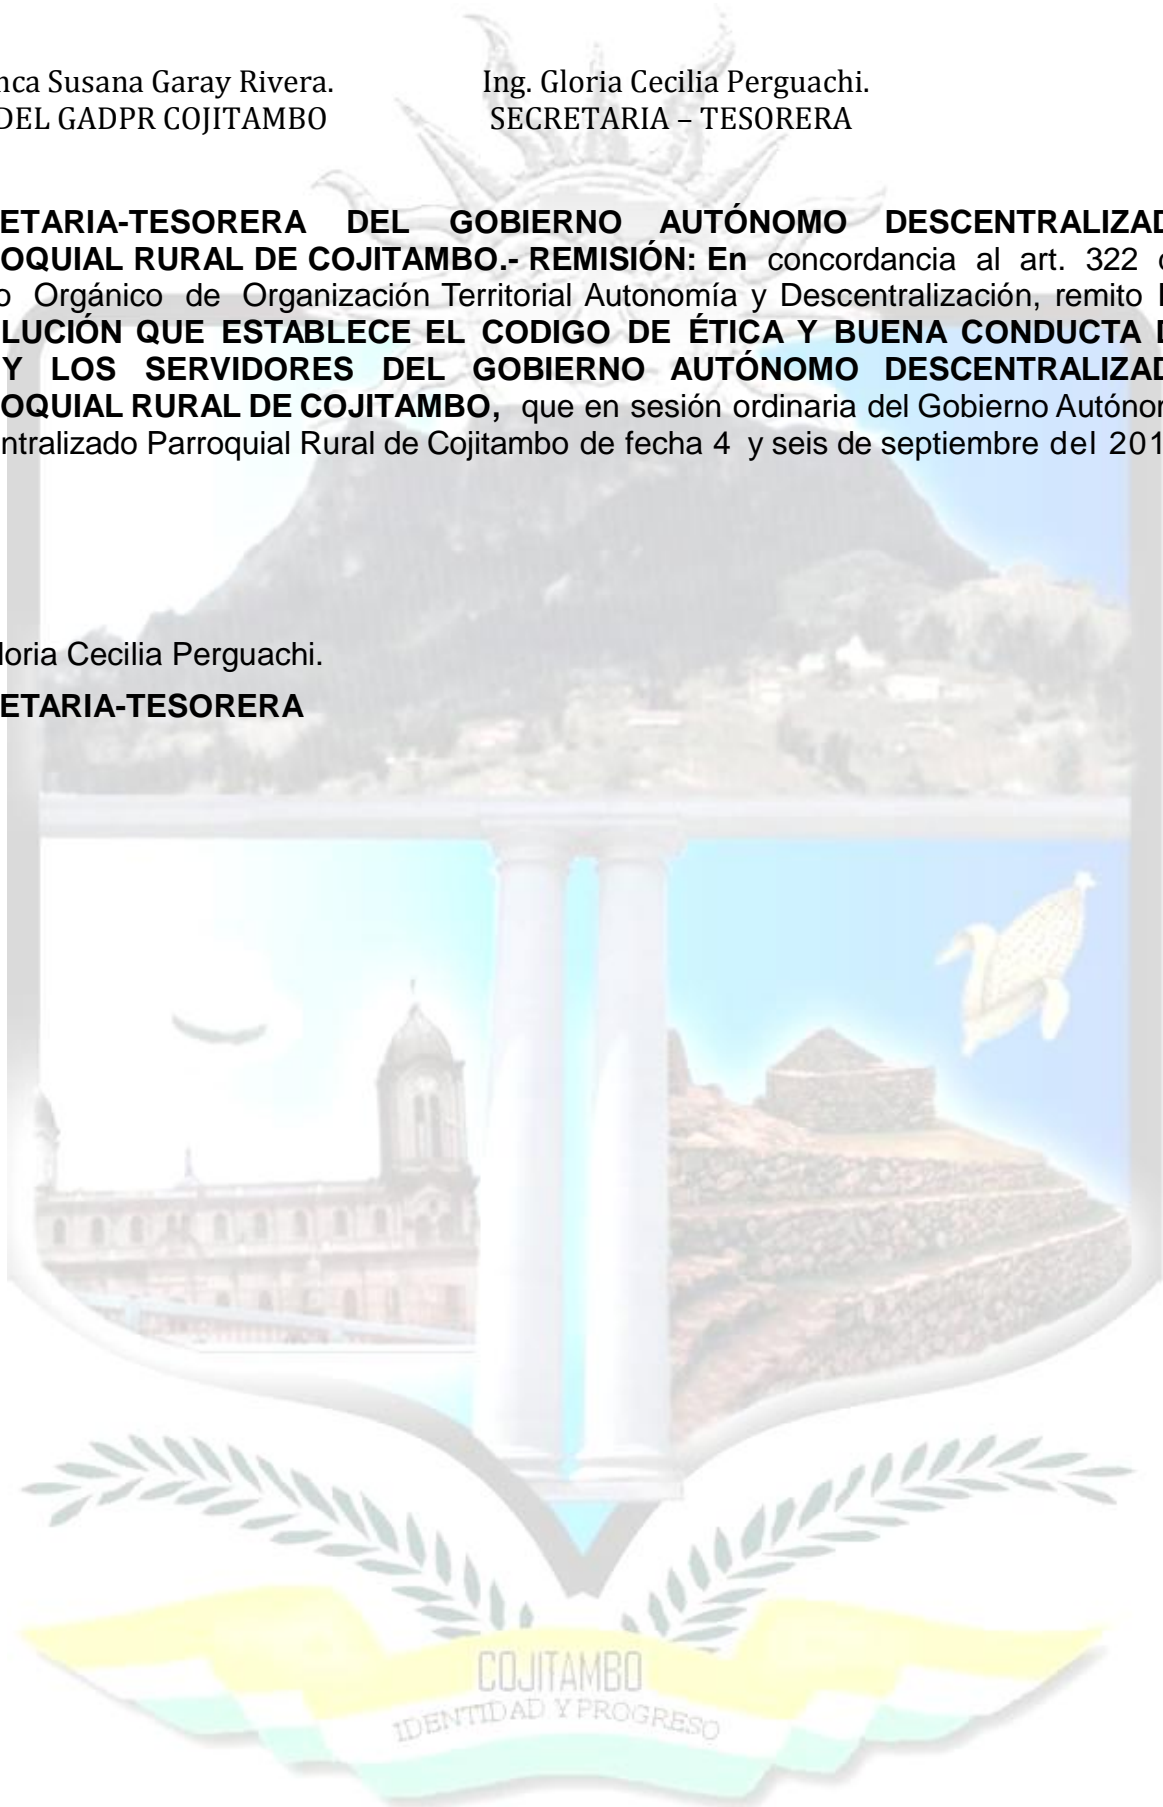 nca Susana Garay Rivera. Ing. Gloria Cecilia Perguachi.
DEL GADPR COJITAMBO SECRETARIA – TESORERA
ETARIA-TESORERA DEL GOBIERNO AUTÓNOMO DESCENTRALIZAD
OQUIAL RURAL DE COJITAMBO.- REMISIÓN: En concordancia al art. 322
o Orgánico de Organización Territorial Autonomía y Descentralización, remito
LUCIÓN QUE ESTABLECE EL CODIGO DE ÉTICA Y BUENA CONDUCTA D
Y LOS SERVIDORES DEL GOBIERNO AUTÓNOMO DESCENTRALIZAD
OQUIAL RURAL DE COJITAMBO, que en sesión ordinaria del Gobierno Autónom
ntralizado Parroquial Rural de Cojitambo de fecha 4 y seis de septiembre del 201
loria Cecilia Perguachi.
ETARIA-TESORERA
COJITAMBO
IDENTIDAD Y PROGRESO